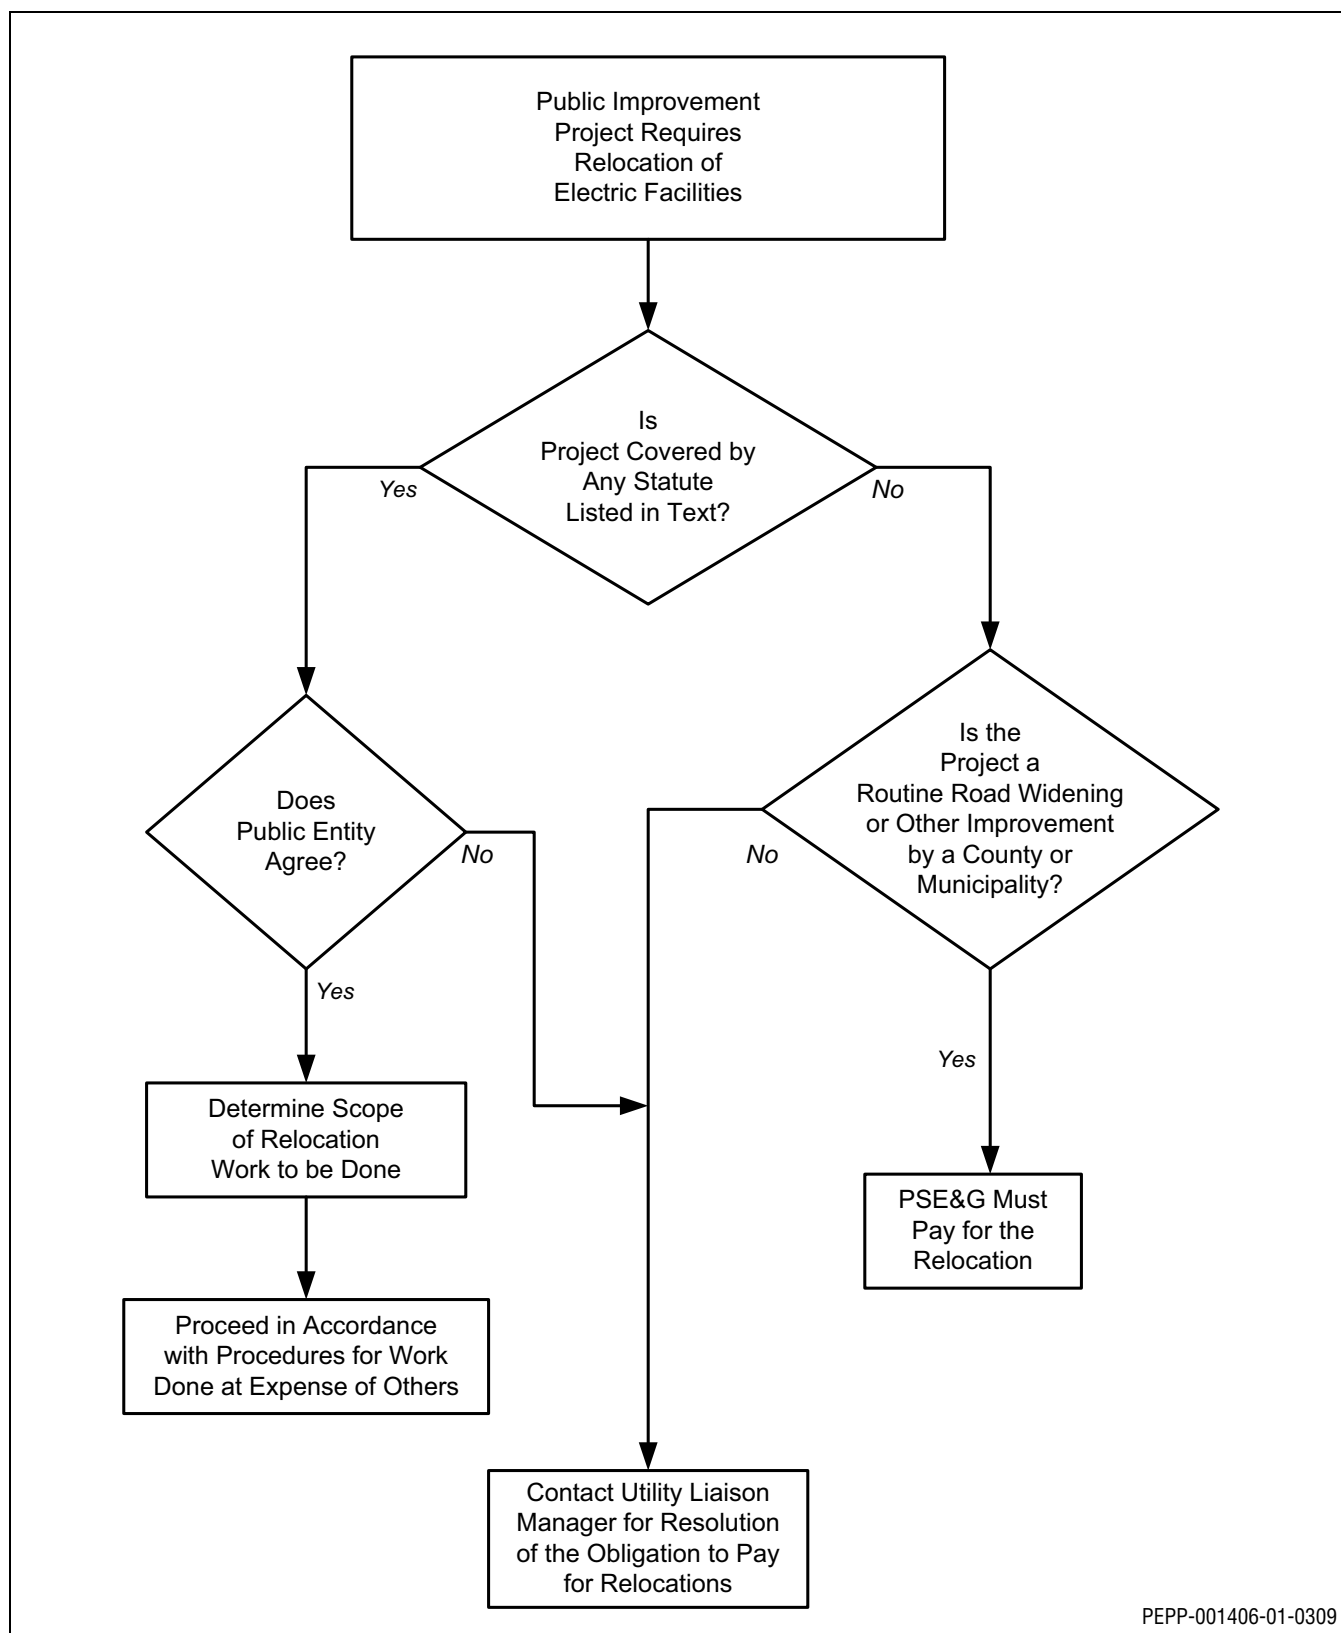 Public Improvement
Project Requires
Relocation of
Electric Facilities
Is
Project Covered by
Any Statute
Listed in Text?
Yes
No
Is the
Project a
Routine Road Widening
or Other Improvement
by a County or
Municipality?
Does
Public Entity
Agree?
No
No
Yes
Yes
Determine Scope
of Relocation
Work to be Done
PSE&G Must
Pay for the
Relocation
Proceed in Accordance
with Procedures for Work
Done at Expense of Others
Contact Utility Liaison
Manager for Resolution
of the Obligation to Pay
for Relocations
PEPP-001406-01-0309